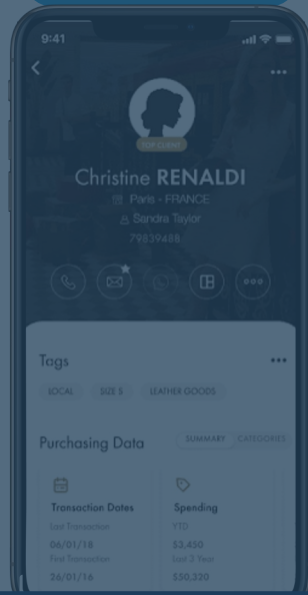 9:41
TOP CLIENT
Christine RENALDI
Paris - FRANCE
Sandra Taylor
79839488
Tags
LOCAL SIZE S LEATHER GOODS
Purchasing Data SUMMARY CATEGORIES
Transaction Dates Spending
Last Transaction YTD
06/01/18 $3,450
First Transaction Last 3 Year
26/01/16 $50,320